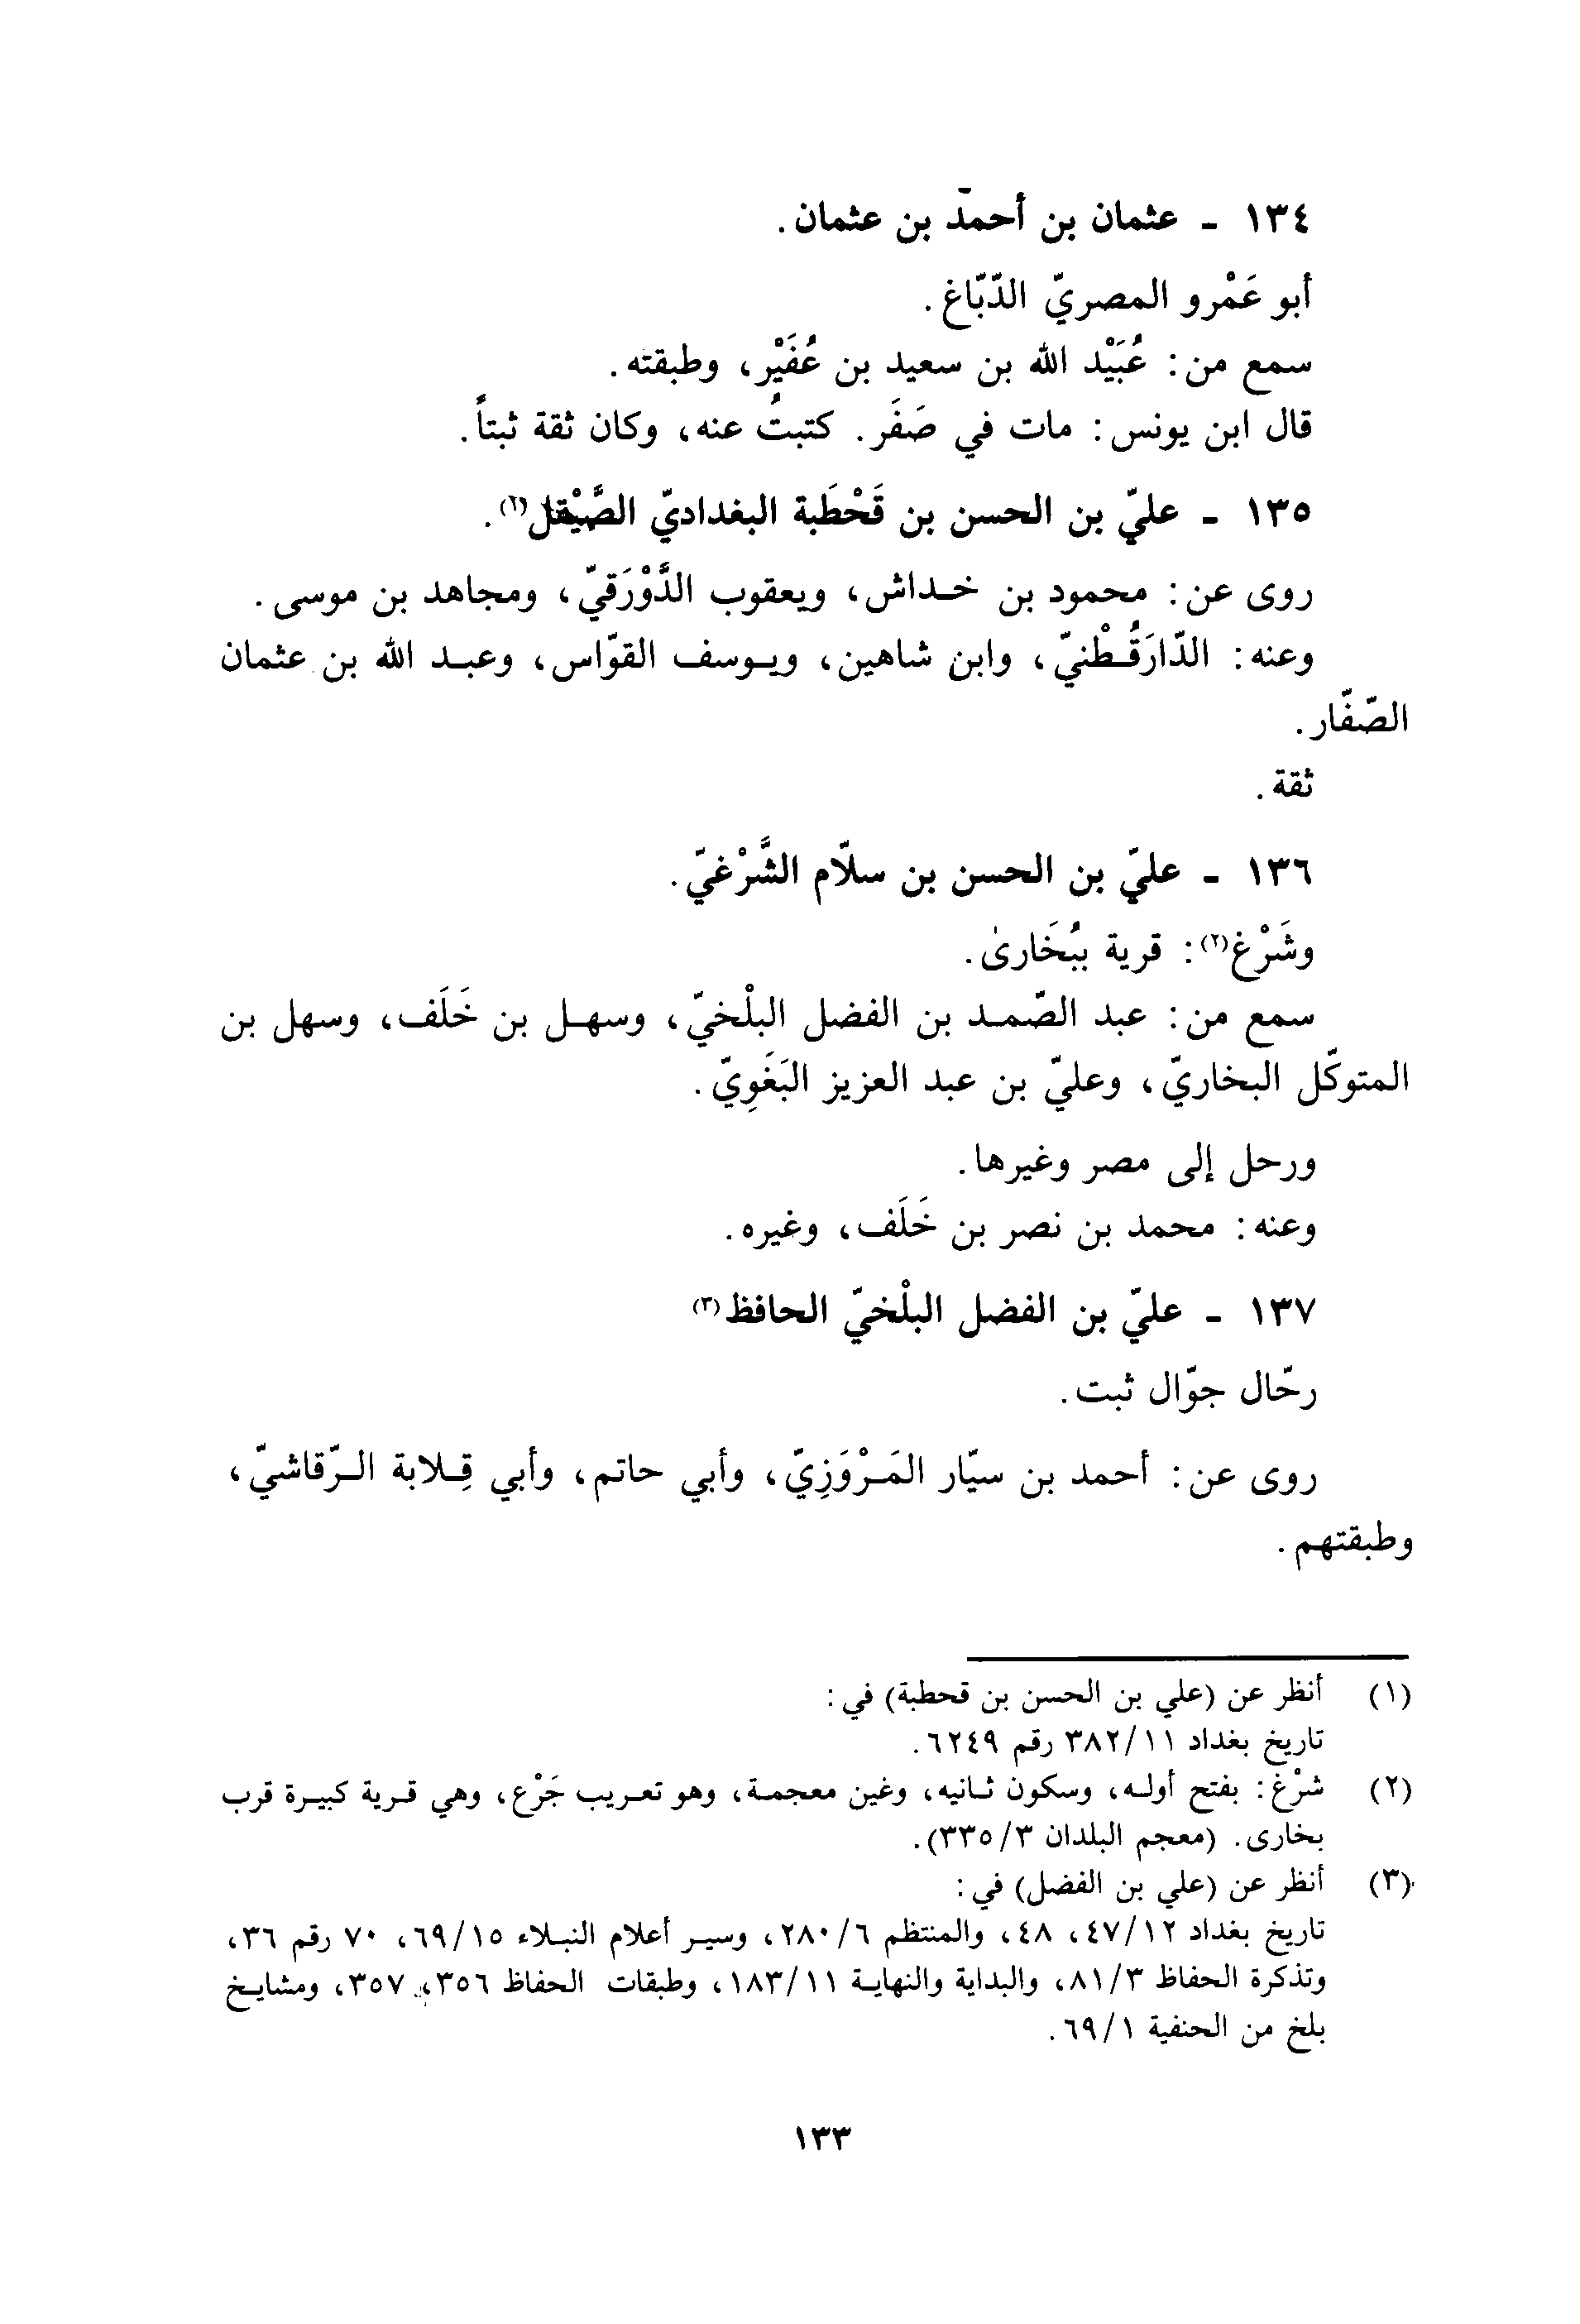 ١٣٤ - عثمان بن أحمدَ بن عثمان.
أبو عَمْرو المصريّ الدّبّاغ.
سمع من: عُبَيْد الله بن سعيد بن عُفَيْر، وطبقته.
قال ابن يونس: مات في صَفَر. كتبتُ عنه، وكان ثقة ثبتاً.
١٣٥ - عليّ بن الحسن بن قَحْطَبة البغداديّ الصَّيْقل(١).
روى عن: محمود بن خداش، ويعقوب الدَّوْرَقيّ، ومجاهد بن موسى.
وعنه: الدّارَقُطْنيّ، وابن شاهين، ويوسف القوّاس، وعبد الله بن عثمان
الصّفّار.
ثقة.
١٣٦ - عليّ بن الحسن بن سلّام الشَّرْغيّ.
وشَرْغ(٢): قرية ببُخَارىٰ.
سمع من: عبد الصّمد بن الفضل البلْخيّ، وسهل بن خَلَف، وسهل بن
المتوكّل البخاريّ، وعليّ بن عبد العزيز البَغَوِيّ.
ورحل إلى مصر وغيرها.
وعنه: محمد بن نصر بن خَلَف، وغيره.
١٣٧ - عليّ بن الفضل البلْخيّ الحافظ(٣)
رحّال جوّال ثبت.
روى عن: أحمد بن سيّار المَرْوَزِيّ، وأبي حاتم، وأبي قِلابة الرّقاشيّ،
وطبقتهم.
(١) أنظر عن (علي بن الحسن بن قحطبة) في:
تاريخ بغداد ٣٨٢/١١ رقم ٦٢٤٩.
(٢) شرْغ: بفتح أوله، وسكون ثانيه، وغين معجمة، وهو تعريب جَرْغ، وهي قرية كبيرة قرب
بخارى. (معجم البلدان ٣٣٥/٣).
(٣) أنظر عن (علي بن الفضل) في:
تاريخ بغداد ٤٧/١٢، ٤٨، والمنتظم ٢٨٠/٦، وسير أعلام النبلاء ٦٩/١٥، ٧٠ رقم ٣٦،
وتذكرة الحفاظ ٨١/٣، والبداية والنهاية ١٨٣/١١، وطبقات الحفاظ ٣٥٦، ٣٥٧، ومشايخ
بلخ من الحنفية ٦٩/١.
١٣٣